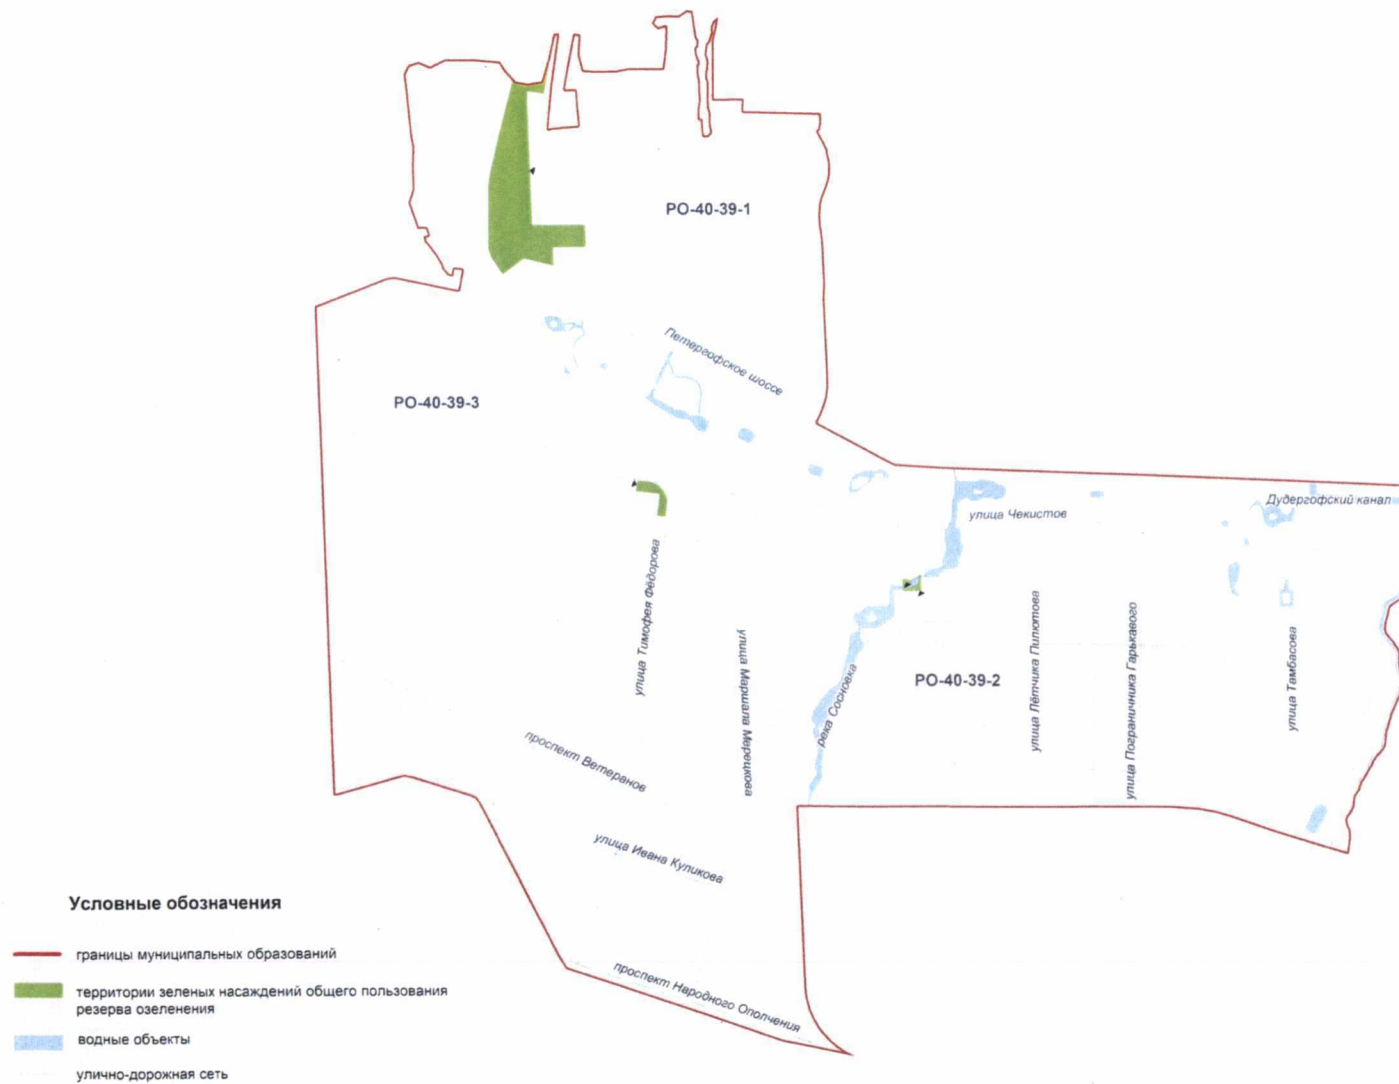 РО-40-39-1
Петергофское шоссе
РО-40-39-3
Дудергофский канал
улица Чекистов
улица Тимофея Фёдорова
улица Маршала Мерецкова
река Сосновка
РО-40-39-2
улица Лётчика Пилютова
улица Пограничника Гарькавого
улица Тамбасова
проспект Ветеранов
улица Ивана Куликова
проспект Народного Ополчения
Условные обозначения
границы муниципальных образований
территории зеленых насаждений общего пользования
резерва озеленения
водные объекты
улично-дорожная сеть